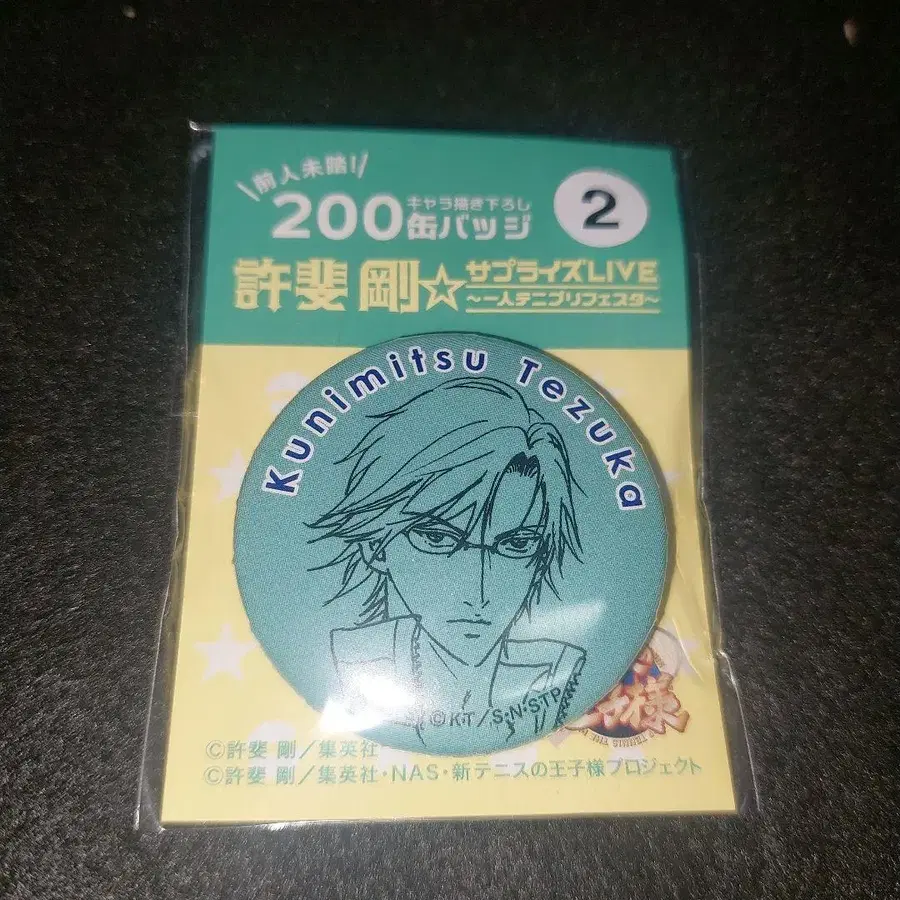 前人未踏!
200
キャラ描き下ろし
缶バッジ
2
許斐 剛☆
サプライズLIVE
～一人テニプリフェスタ～
Kunimitsu Tezuka
©K.T/S・N・STP
©許斐 剛／集英社
©許斐 剛／集英社・NAS・新テニスの王子様プロジェクト